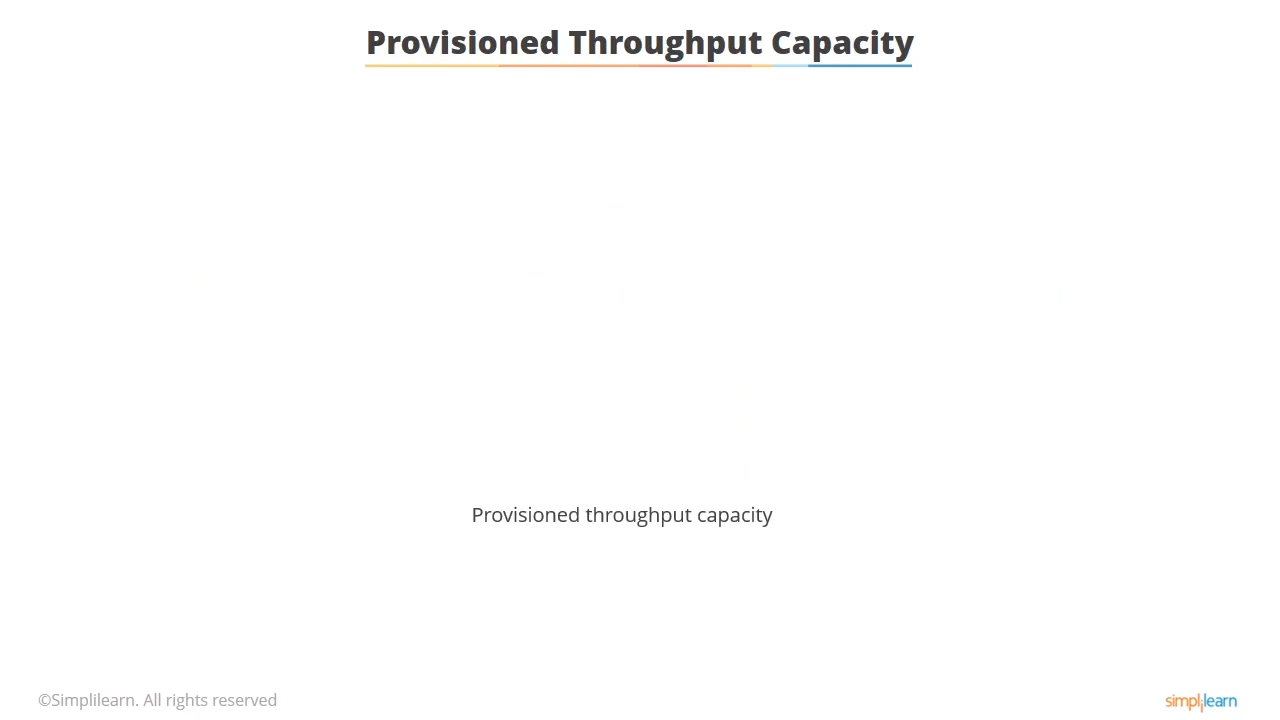 Provisioned Throughput Capacity
Provisioned throughput capacity
©Simplilearn. All rights reserved
simplilearn